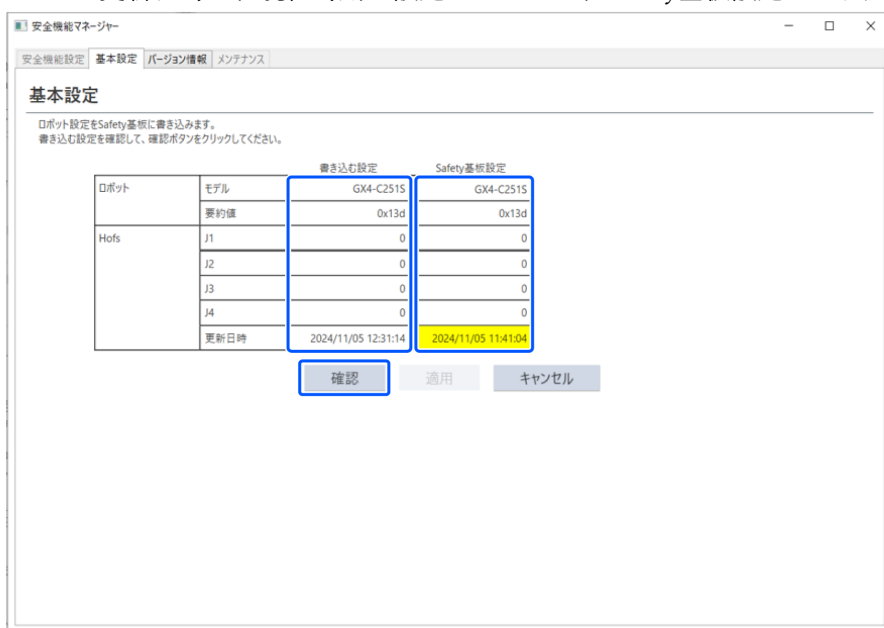 安全機能マネージャー
安全機能設定 基本設定 バージョン情報 メンテナンス
基本設定
ロボット設定をSafety基板に書き込みます。
書き込む設定を確認して、確認ボタンをクリックしてください。
書き込む設定 Safety基板設定
ロボット モデル GX4-C251S GX4-C251S
要約値 0x13d 0x13d
Hofs J1 0 0
J2 0 0
J3 0 0
J4 0 0
更新日時 2024/11/05 12:31:14 2024/11/05 11:41:04
確認 適用 キャンセル